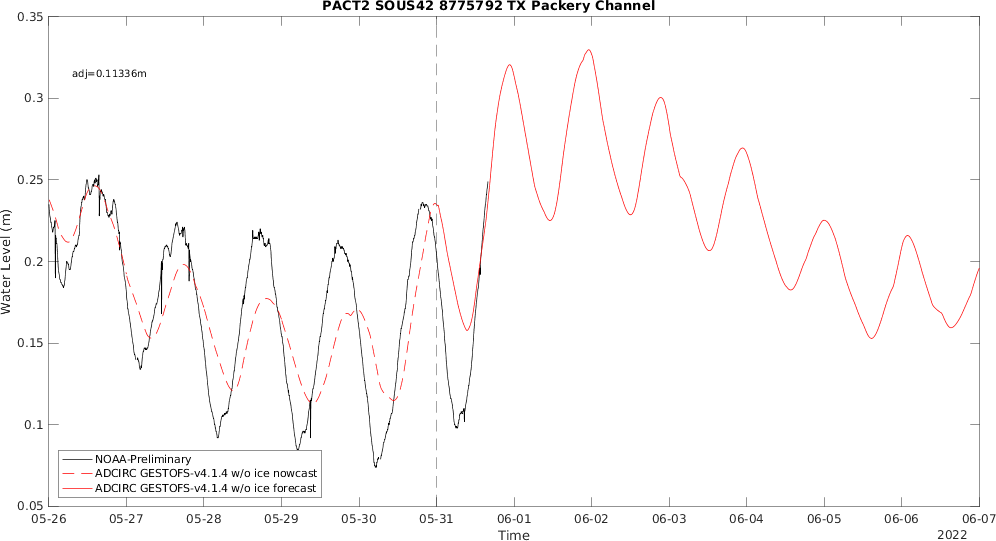 PACT2 SOUS42 8775792 TX Packery Channel
0.35
adj=0.11336m
0.3
0.25
0.2
0.15
0.1
0.05
Water Level (m)
NOAA-Preliminary
ADCIRC GESTOFS-v4.1.4 w/o ice nowcast
ADCIRC GESTOFS-v4.1.4 w/o ice forecast
05-26 05-27 05-28 05-29 05-30 05-31 06-01 06-02 06-03 06-04 06-05 06-06 06-07
Time
2022